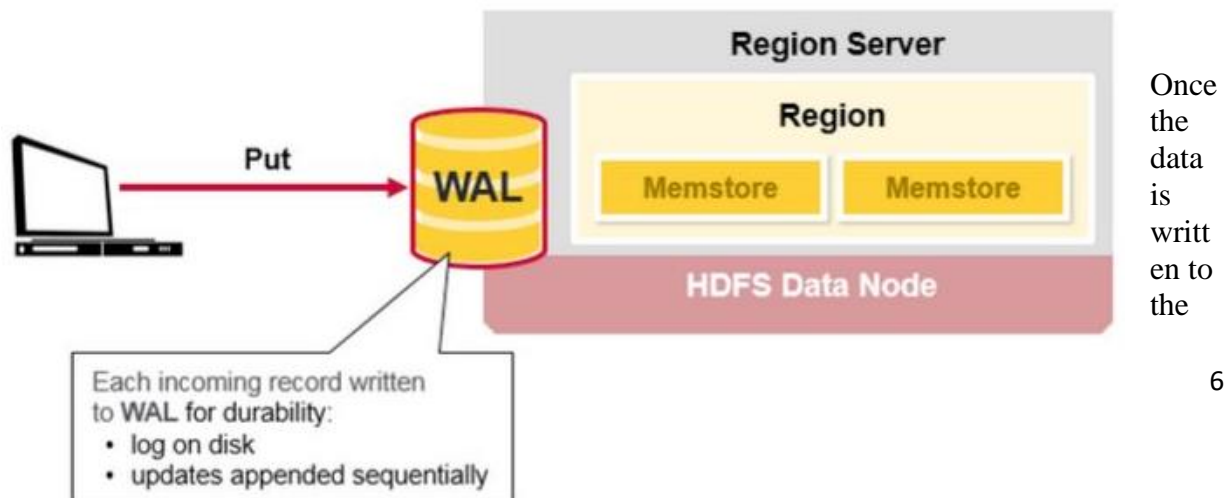 Region Server
Region
Put
WAL
Memstore
Memstore
HDFS Data Node
Each incoming record written
to WAL for durability:
• log on disk
• updates appended sequentially
Once
the
data
is
writt
en to
the
6